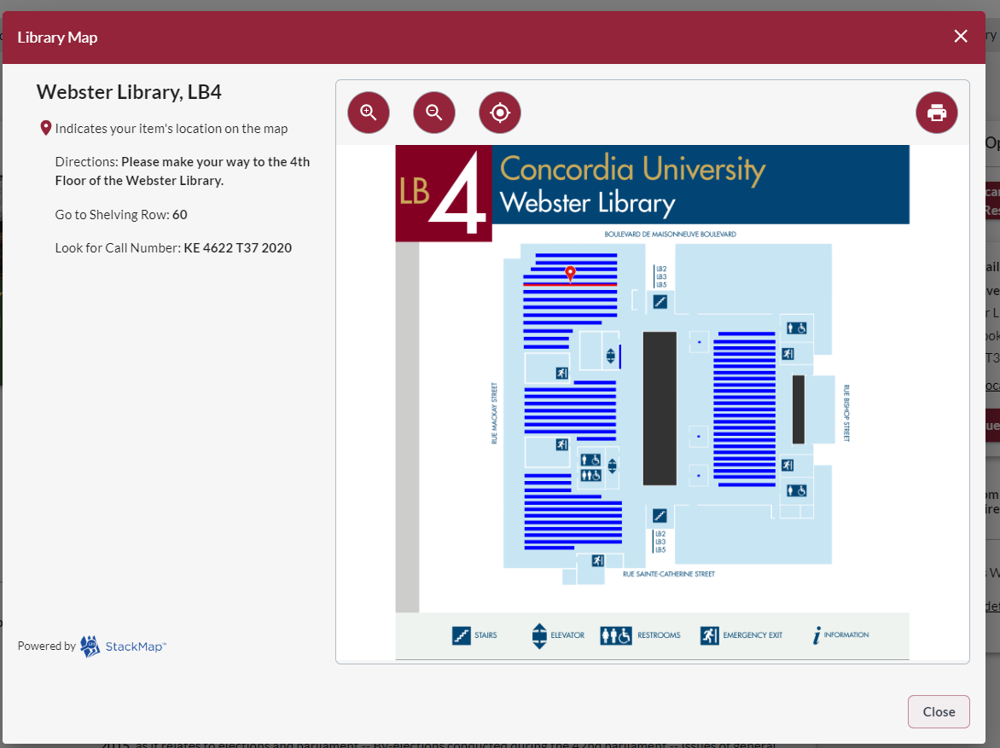 Library Map
Webster Library, LB4
Indicates your item's location on the map
Directions: Please make your way to the 4th
Floor of the Webster Library.
Go to Shelving Row: 60
Look for Call Number: KE 4622 T37 2020
Powered by StackMap™
LB4 Concordia University
Webster Library
BOULEVARD DE MAISONNEUVE BOULEVARD
LB2
LB3
LB5
RUE MACKAY STREET
RUE BISHOP STREET
LB2
LB3
LB5
RUE SAINTE-CATHERINE STREET
STAIRS
ELEVATOR
RESTROOMS
EMERGENCY EXIT
INFORMATION
Close